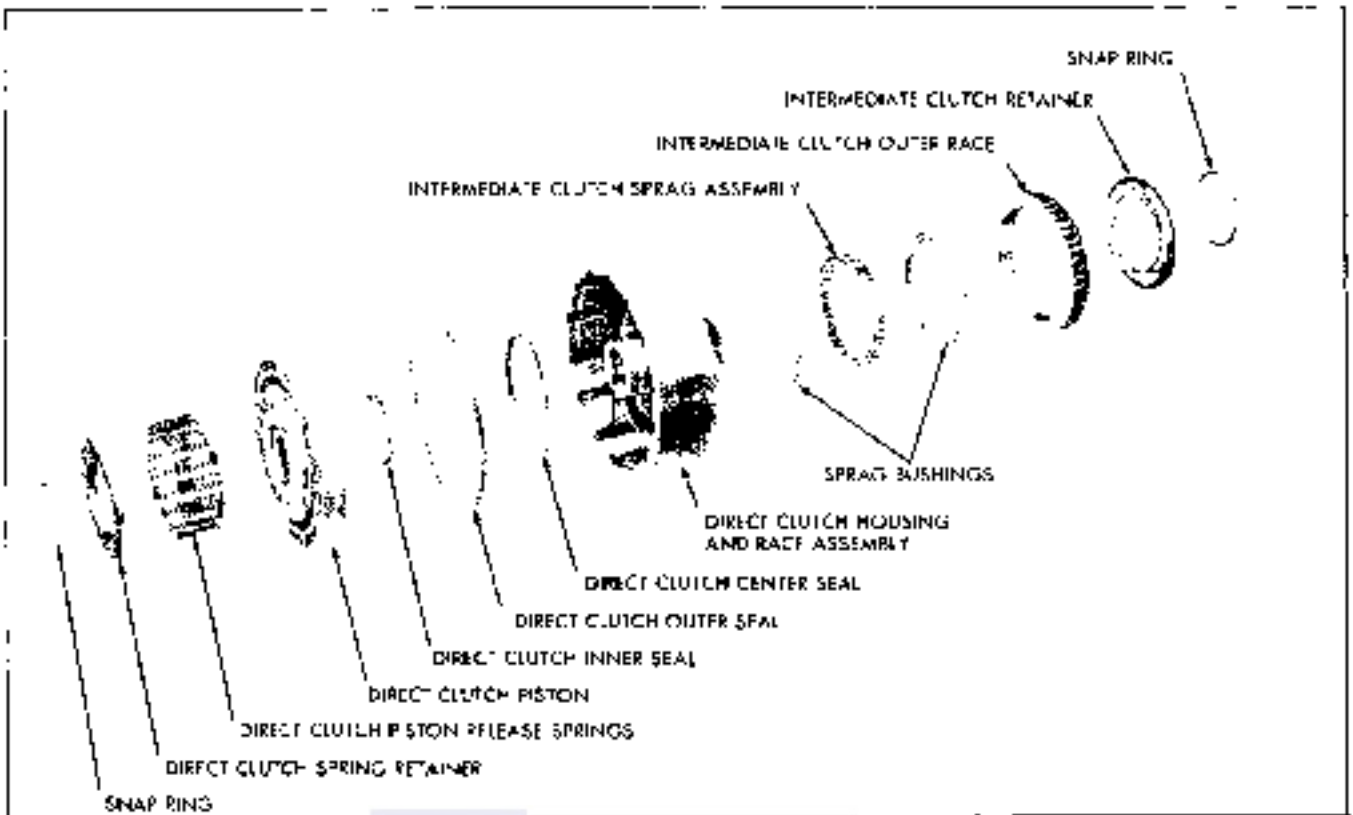 SNAP RING
INTERMEDIATE CLUTCH RETAINER
INTERMEDIATE CLUTCH OUTER RACE
INTERMEDIATE CLUTCH SPRAG ASSEMBLY
SPRAG BUSHINGS
DIRECT CLUTCH HOUSING
AND RACE ASSEMBLY
DIRECT CLUTCH CENTER SEAL
DIRECT CLUTCH OUTER SEAL
DIRECT CLUTCH INNER SEAL
DIRECT CLUTCH PISTON
DIRECT CLUTCH PISTON RELEASE SPRINGS
DIRECT CLUTCH SPRING RETAINER
SNAP RING